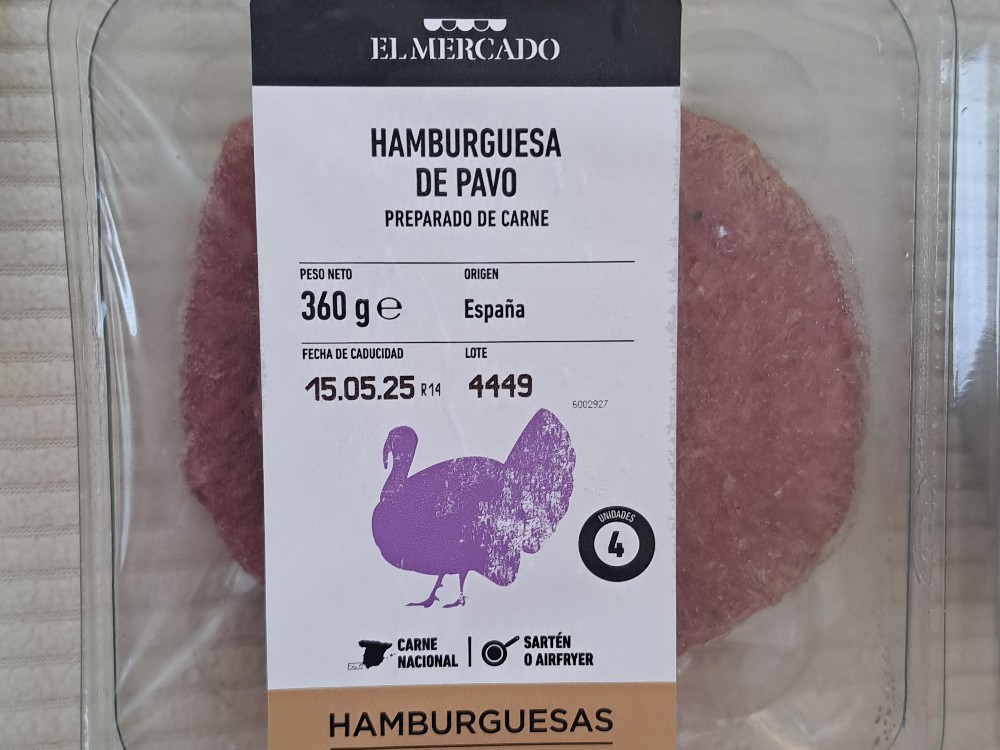 EL MERCADO
HAMBURGUESA
DE PAVO
PREPARADO DE CARNE
PESO NETO
360 g ℮
ORIGEN
España
FECHA DE CADUCIDAD
15.05.25 R14
LOTE
4449
6002927
UNIDADES
4
CARNE
NACIONAL
SARTÉN
O AIRFRYER
HAMBURGUESAS